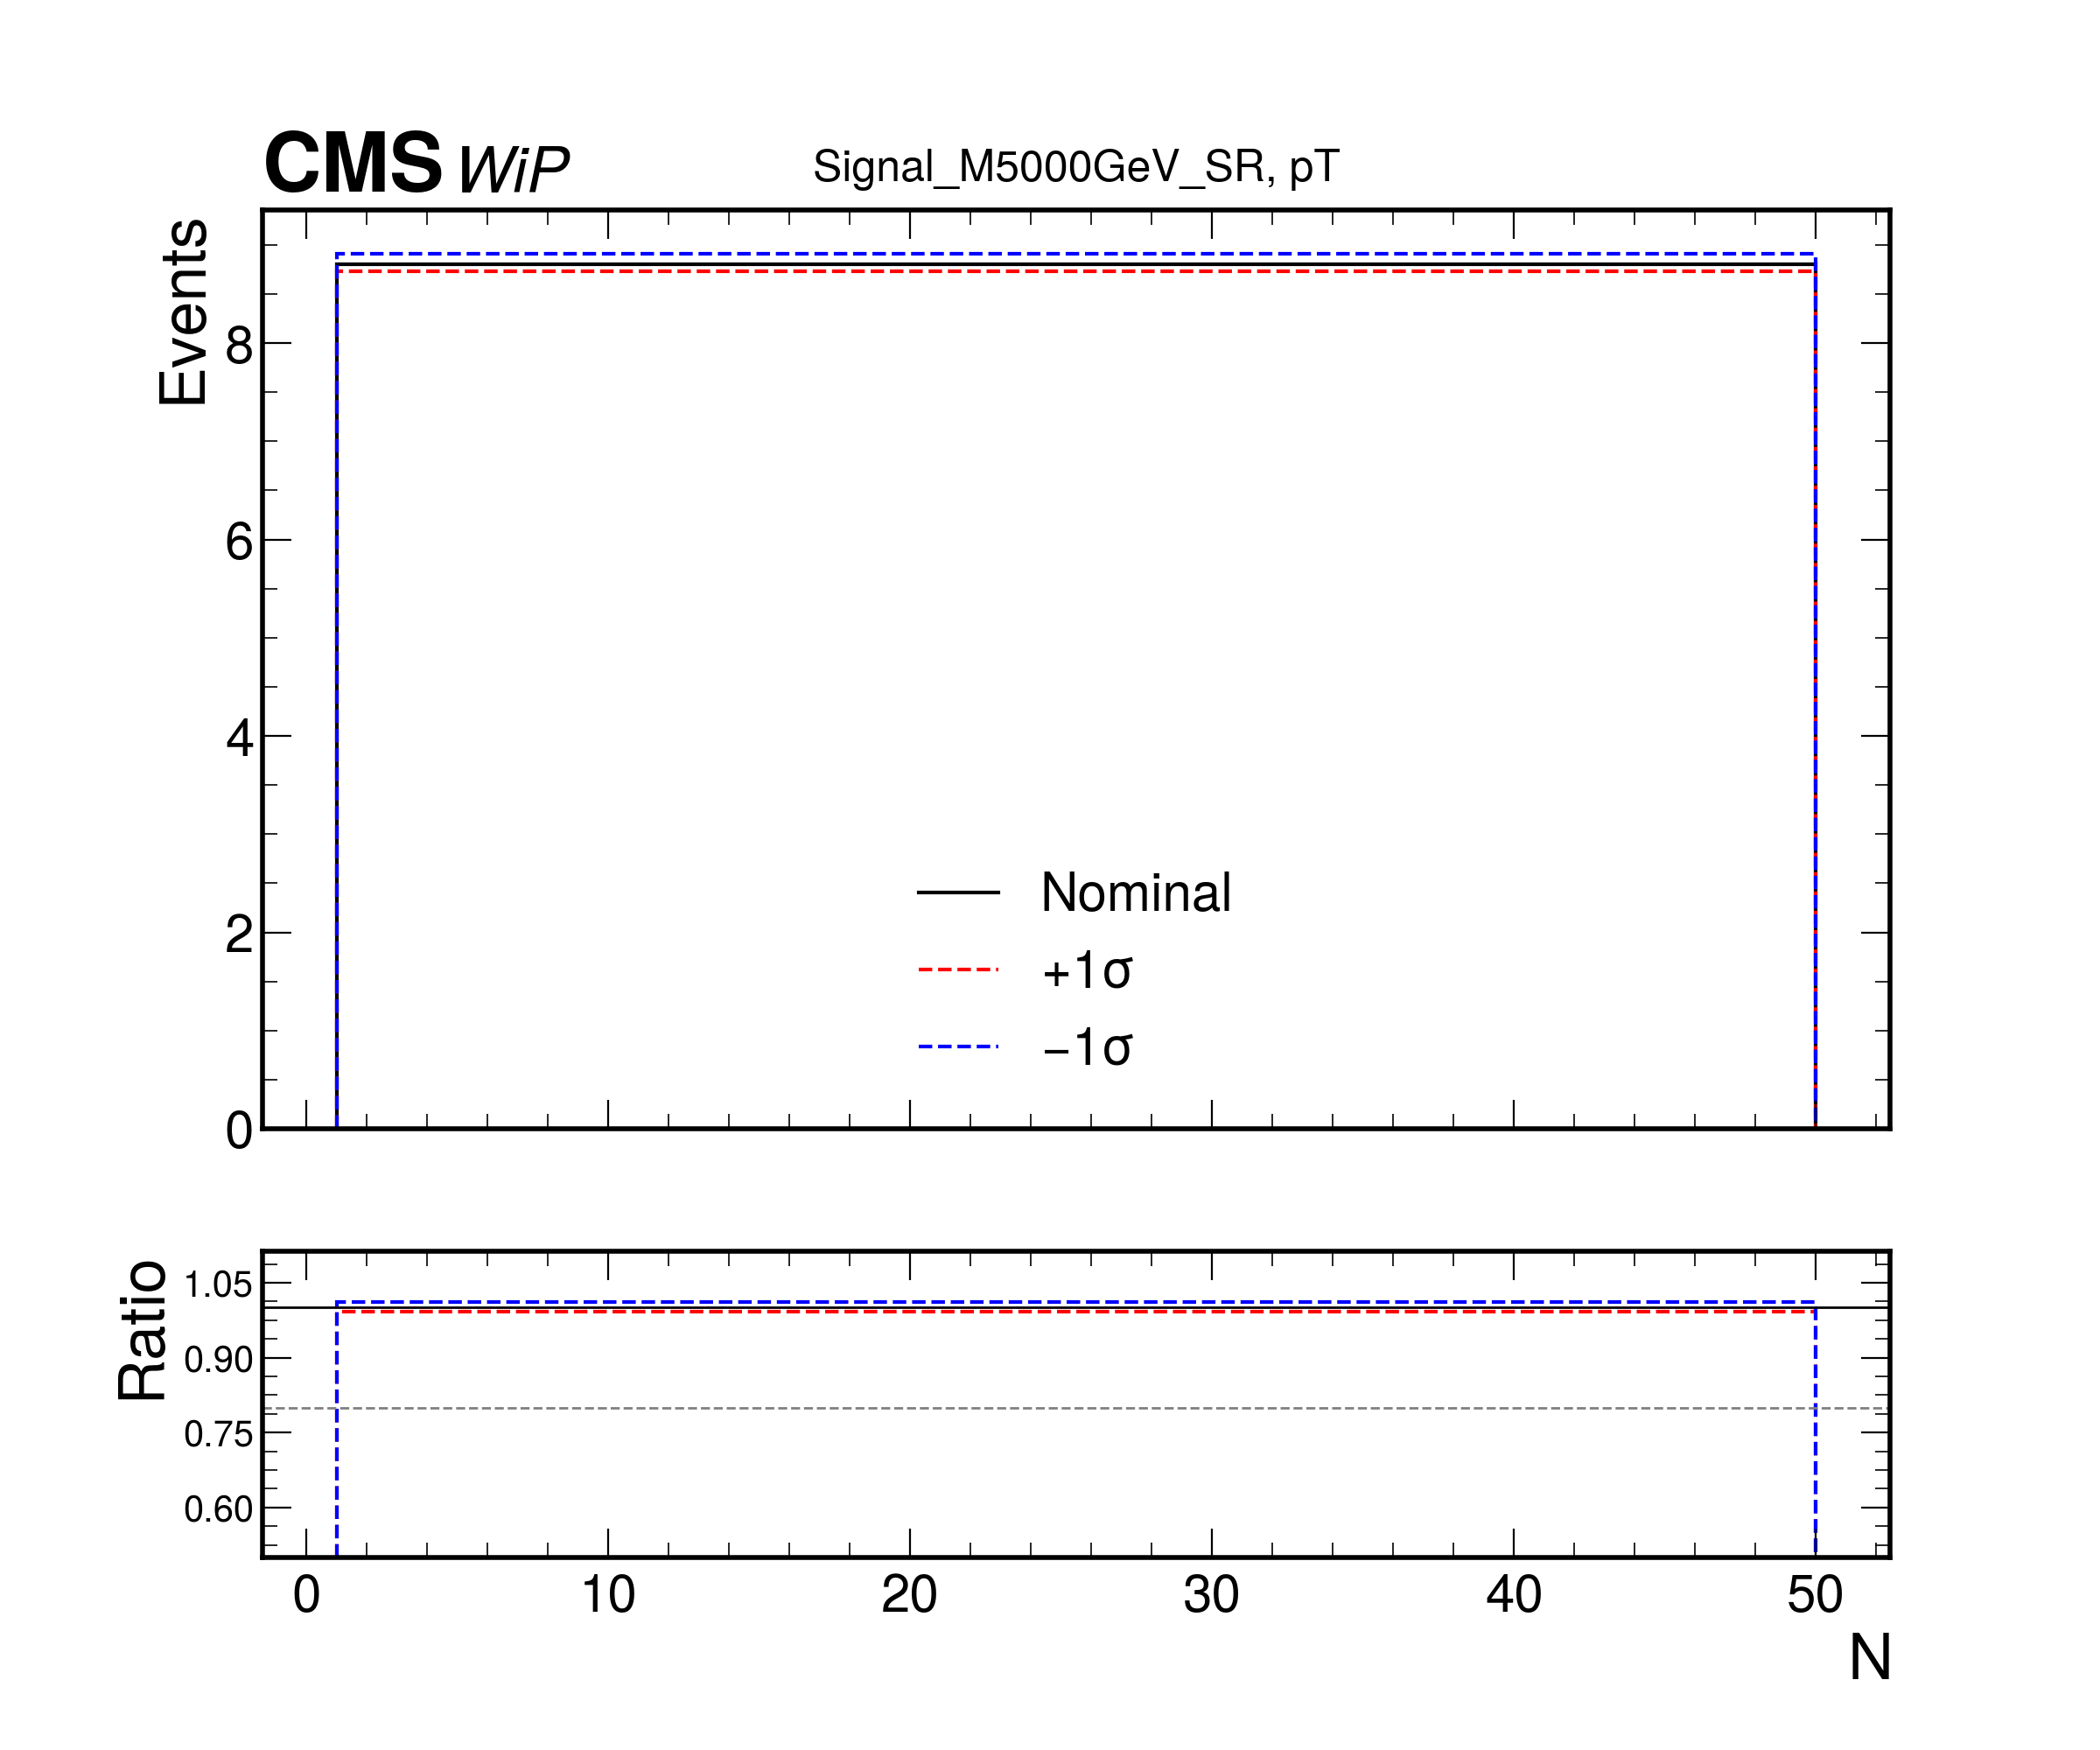 CMS WiP
Signal_M5000GeV_SR, pT
Events
8
6
4
2
0
Nominal
+1σ
−1σ
Ratio
1.05
0.90
0.75
0.60
0 10 20 30 40 50
N